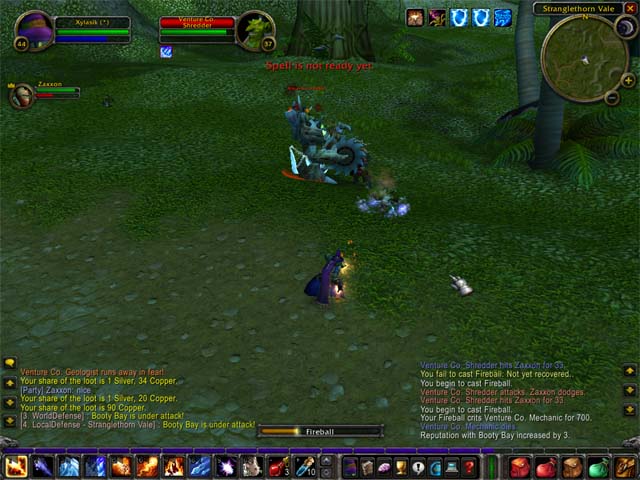 Xylasik (*)
Venture Co.
Shredder
Stranglethorn Vale
44
37
N
Spell is not ready yet.
Zaxxon
Venture Co. Geologist runs away in fear!
Your share of the loot is 1 Silver, 34 Copper.
[Party] Zaxxon: nice
Your share of the loot is 1 Silver, 20 Copper.
Your share of the loot is 90 Copper.
[3. WorldDefense] : Booty Bay is under attack!
[4. LocalDefense - Stranglethorn Vale] : Booty Bay is under attack!
Venture Co. Shredder hits Zaxxon for 33.
You fail to cast Fireball: Not yet recovered..
You begin to cast Fireball.
Venture Co. Shredder attacks. Zaxxon dodges.
Venture Co. Shredder hits Zaxxon for 33.
You begin to cast Fireball.
Your Fireball crits Venture Co. Mechanic for 700.
Venture Co. Mechanic dies.
Reputation with Booty Bay increased by 3.
Fireball
3
10